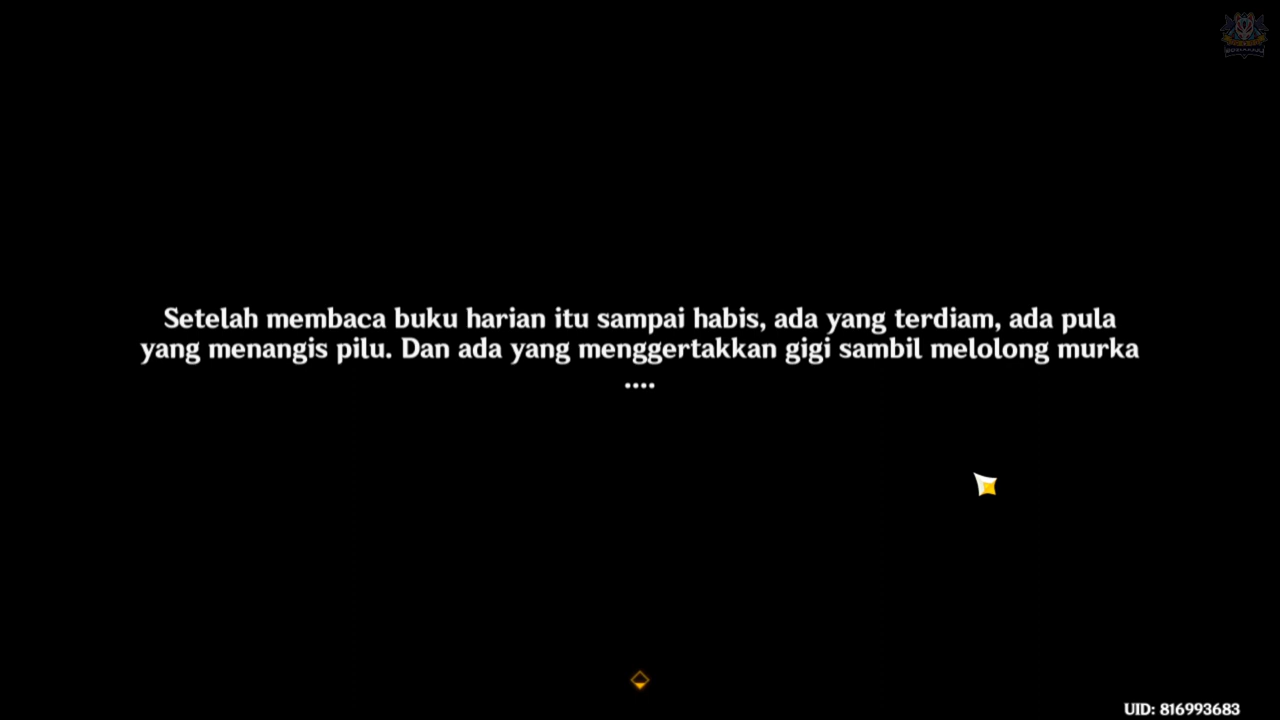 Setelah membaca buku harian itu sampai habis, ada yang terdiam, ada pula
yang menangis pilu. Dan ada yang menggertakkan gigi sambil melolong murka
....
UID: 816993683